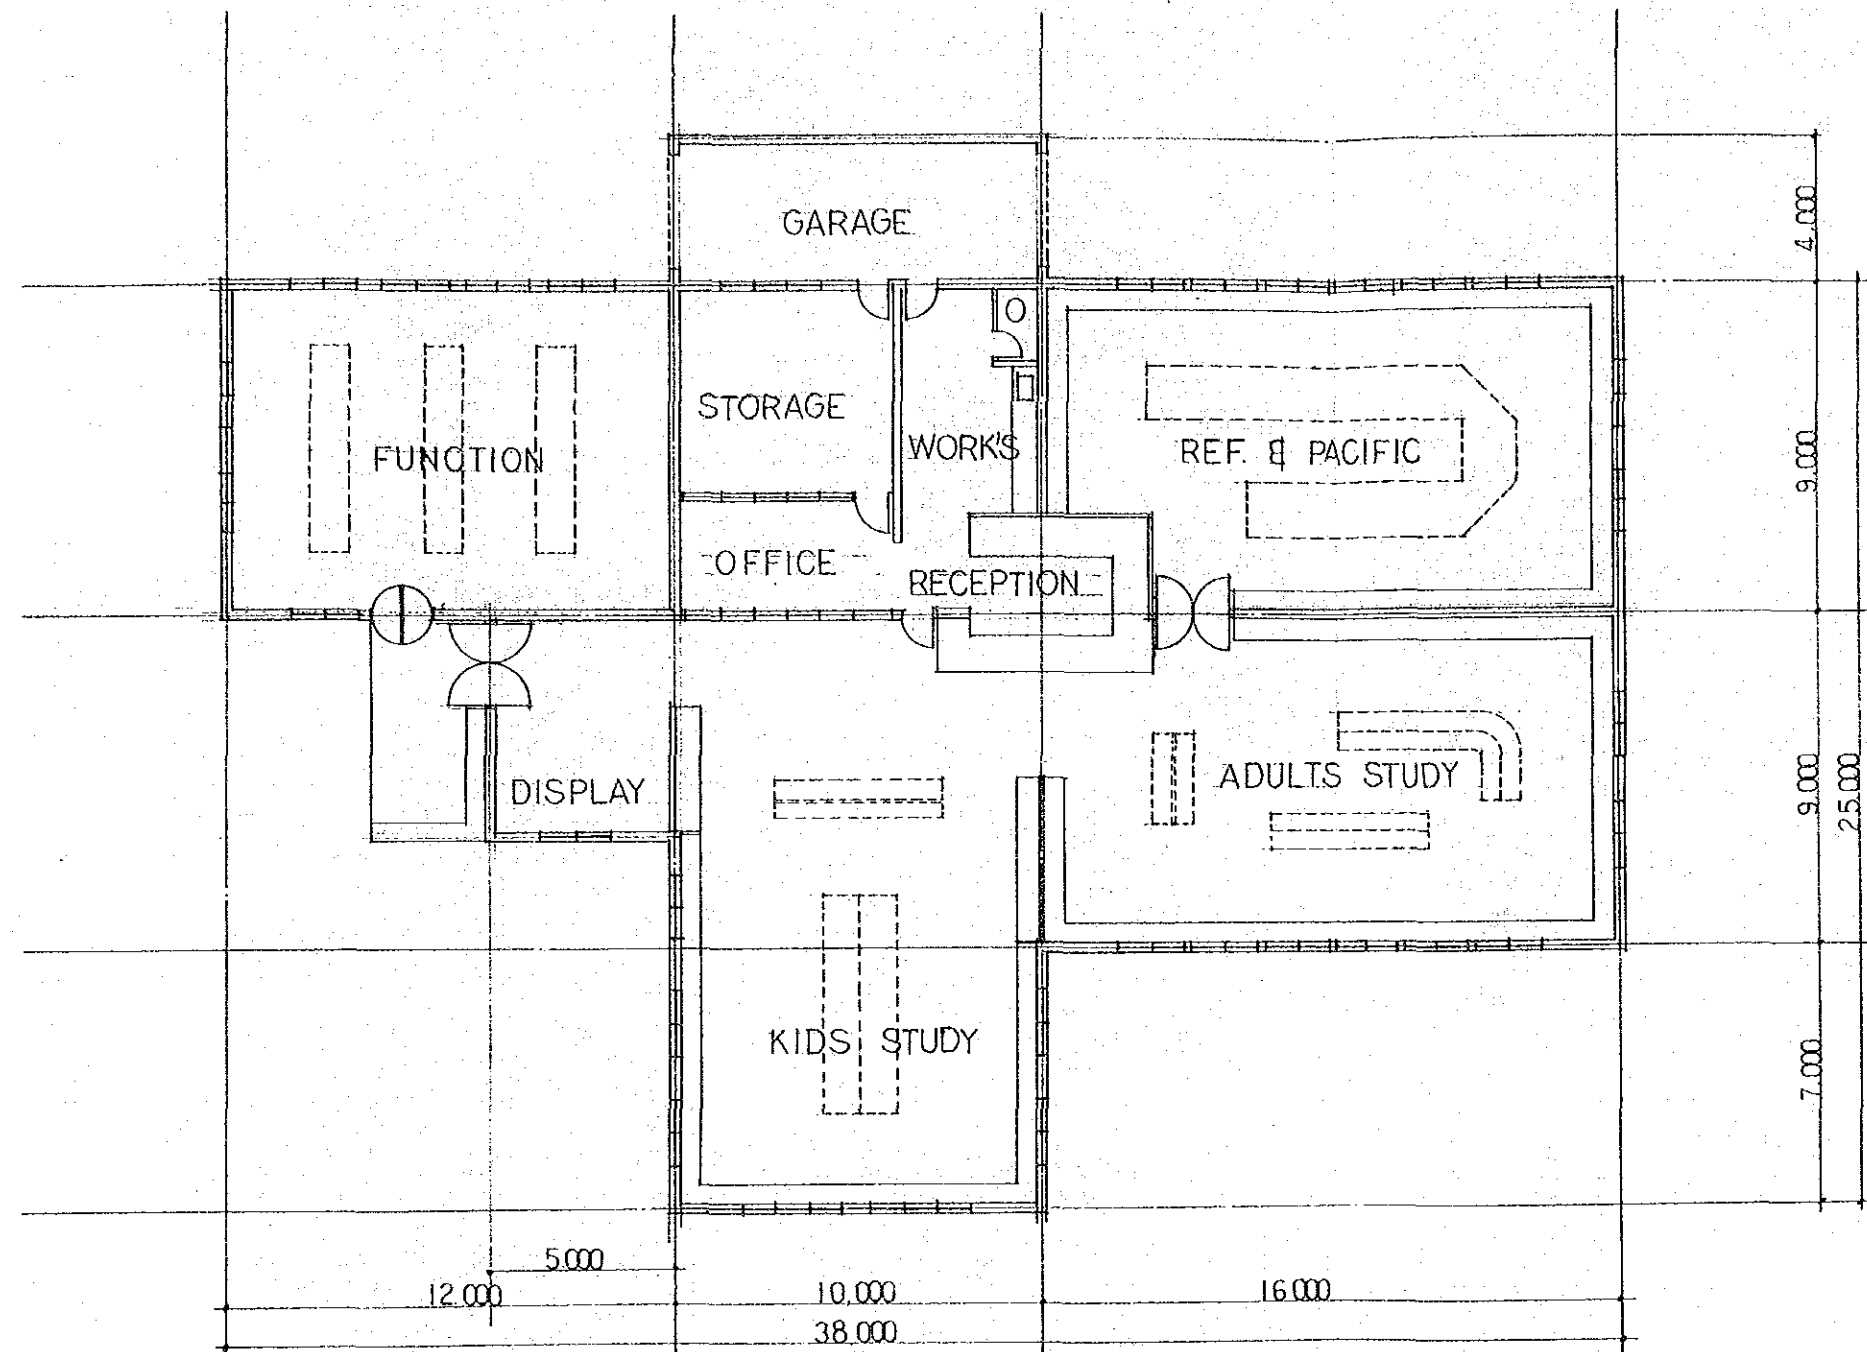 GARAGE
4.000
STORAGE
FUNCTION
WORK'S
REF. & PACIFIC
9.000
OFFICE
RECEPTION
DISPLAY
ADULTS STUDY
9.000
25.000
KIDS STUDY
7.000
5.000
12.000
10,000
16.000
38.000